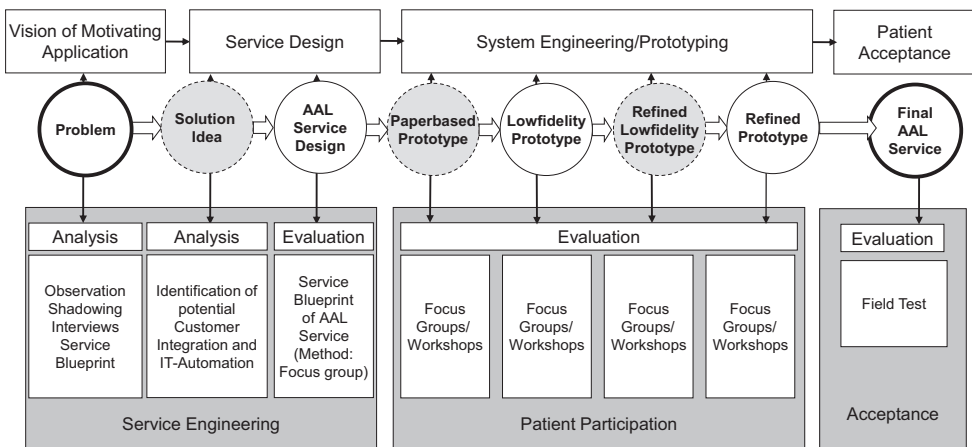 Vision of Motivating
Application
Service Design
System Engineering/Prototyping
Patient
Acceptance
Problem
Solution
Idea
AAL
Service
Design
Paperbased
Prototype
Lowfidelity
Prototype
Refined
Lowfidelity
Prototype
Refined
Prototype
Final
AAL
Service
Analysis
Analysis
Evaluation
Evaluation
Evaluation
Observation
Shadowing
Interviews
Service
Blueprint
Identification of
potential
Customer
Integration and
IT-Automation
Service
Blueprint
of AAL
Service
(Method:
Focus group)
Focus
Groups/
Workshops
Focus
Groups/
Workshops
Focus
Groups/
Workshops
Focus
Groups/
Workshops
Field Test
Service Engineering
Patient Participation
Acceptance